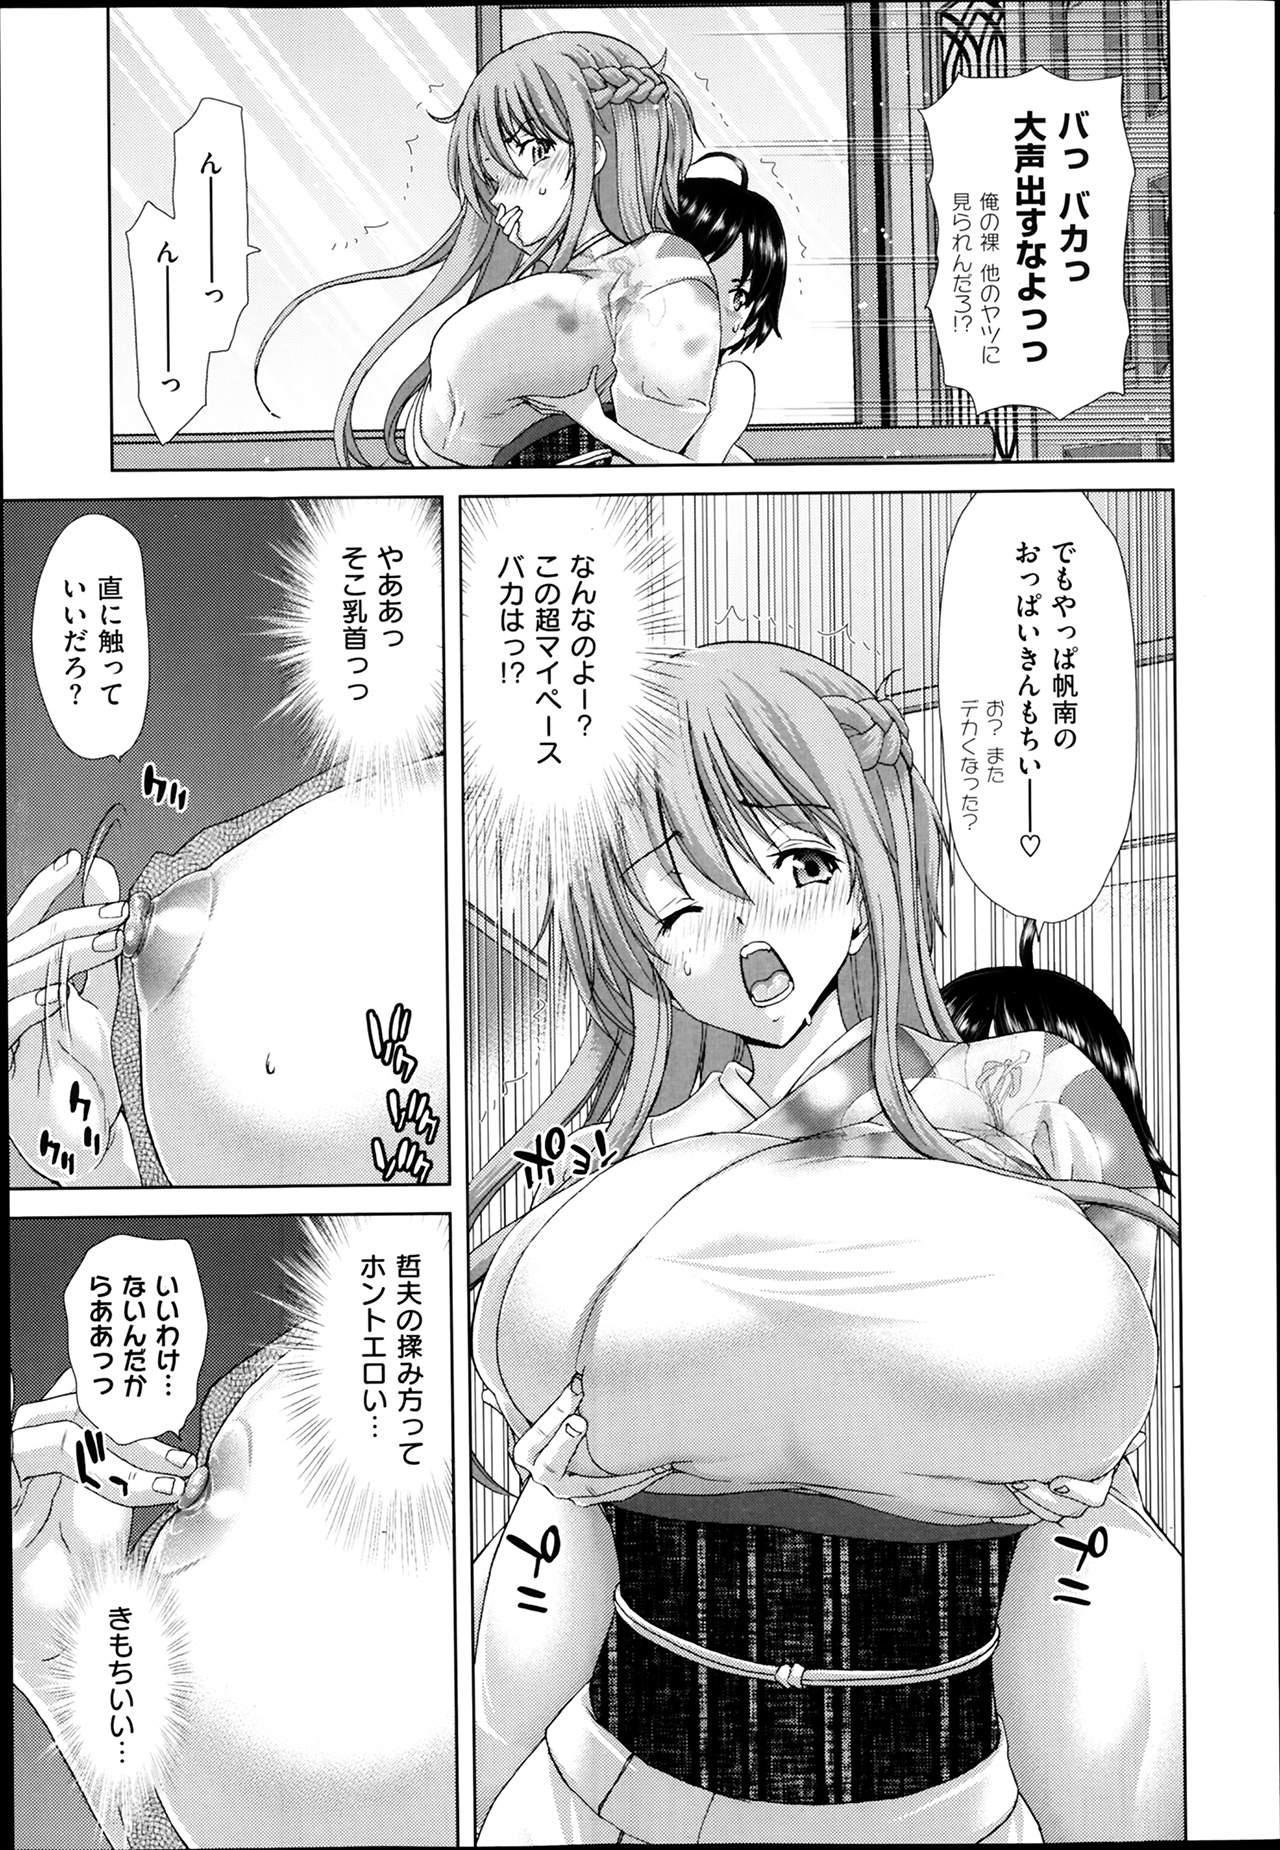 バっ バカっ
大声出すなよっっ
俺の裸 他のヤツに
見られんだろ!?
んーーっ
んーーっ
でもやっぱ帆南の
おっぱいきんもちぃーー♡
お? また
デカくなった?
なんなのよー?
この超マイペース
バカはっ!?
やああっ
そこ乳首っっ
直に触って
いいだろ?
哲夫の揉み方って
ホントエロい…
いいわけ…
ないんだか
らああっっ
きもちいい…